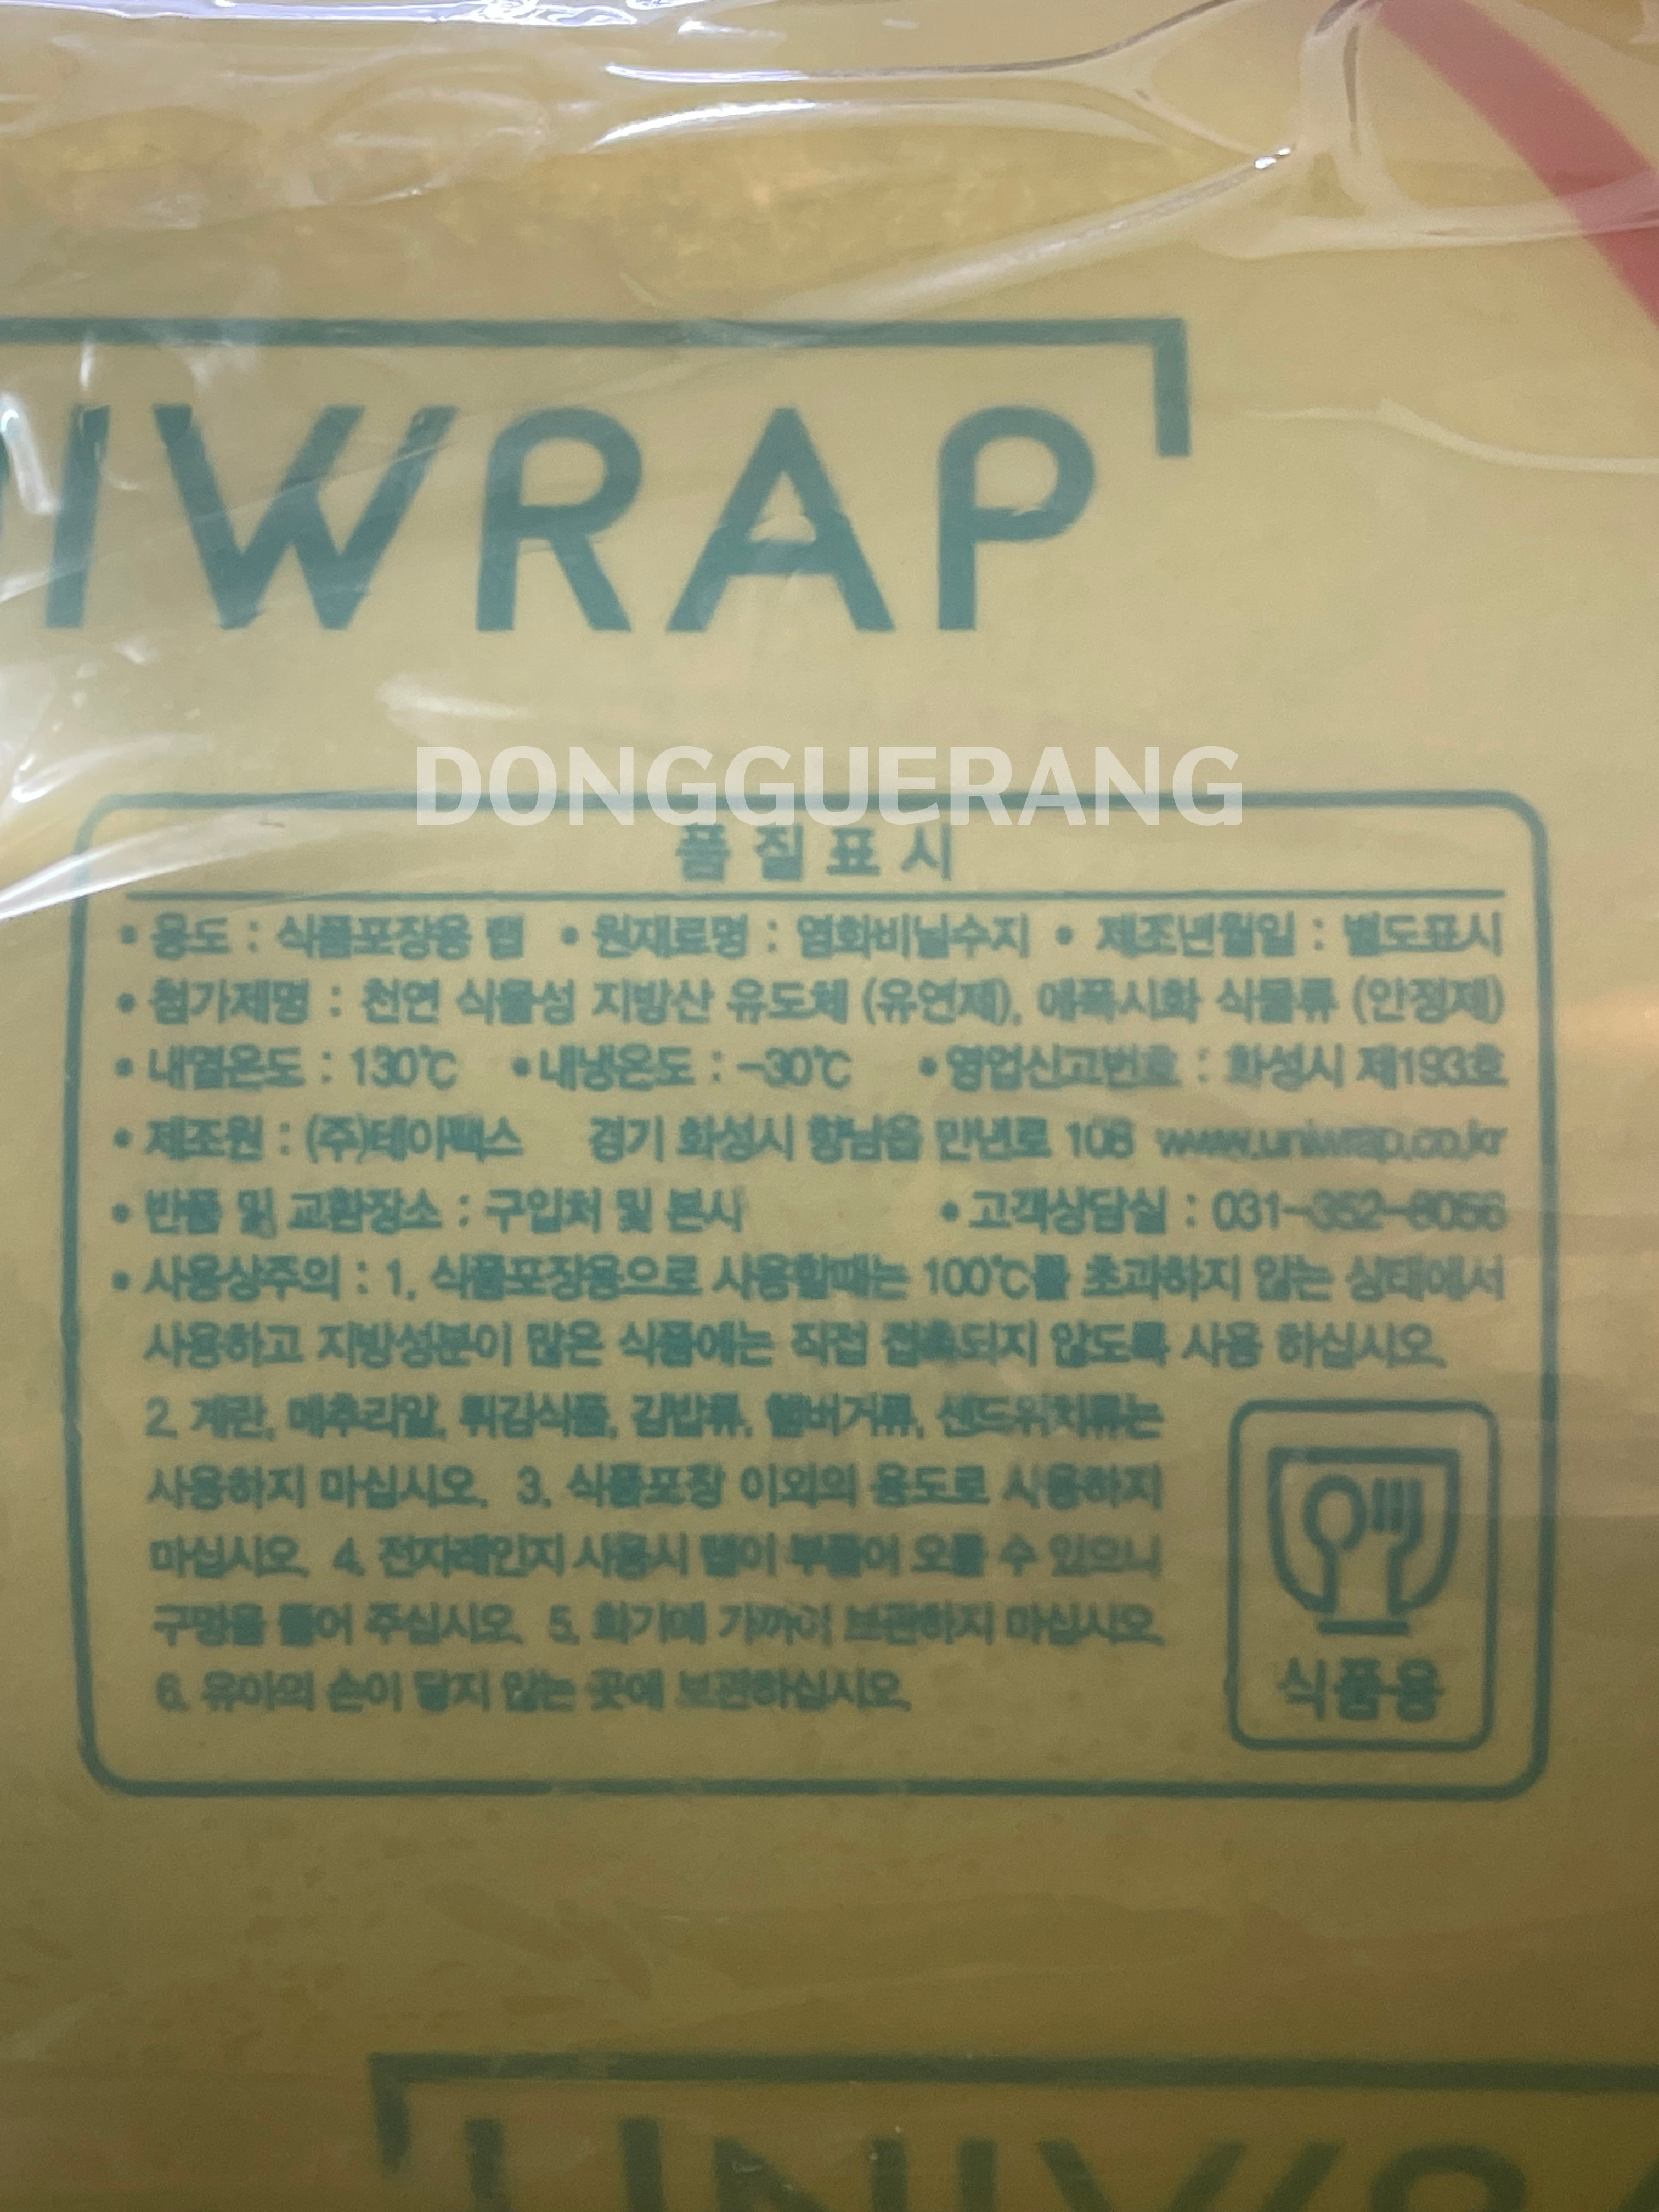 IWRAP
DONGGUERANG
품질표시
• 용도 : 식품포장용 랩 • 원재료명 : 염화비닐수지 • 제조년월일 : 별도표시
• 첨가제명 : 천연 식물성 지방산 유도체 (유연제), 에폭시화 식물류 (안정제)
• 내열온도 : 130℃ • 내냉온도 : -30℃ • 영업신고번호 : 화성시 제193호
• 제조원 : (주)테이팩스 경기 화성시 향남읍 만년로 108 www.uniwrap.co.kr
• 반품 및 교환장소 : 구입처 및 본사 • 고객상담실 : 031-352-8056
• 사용상주의 : 1. 식품포장용으로 사용할때는 100℃를 초과하지 않는 상태에서
사용하고 지방성분이 많은 식품에는 직접 접촉되지 않도록 사용 하십시오.
2. 계란, 메추리알, 튀김식품, 김밥류, 햄버거류, 샌드위치류는
사용하지 마십시오. 3. 식품포장 이외의 용도로 사용하지
마십시오. 4. 전자레인지 사용시 랩이 부풀어 오를 수 있으니
구멍을 뚫어 주십시오. 5. 화기에 가까이 보관하지 마십시오.
6. 유아의 손이 닿지 않는 곳에 보관하십시오.
식품용
UNIWRA